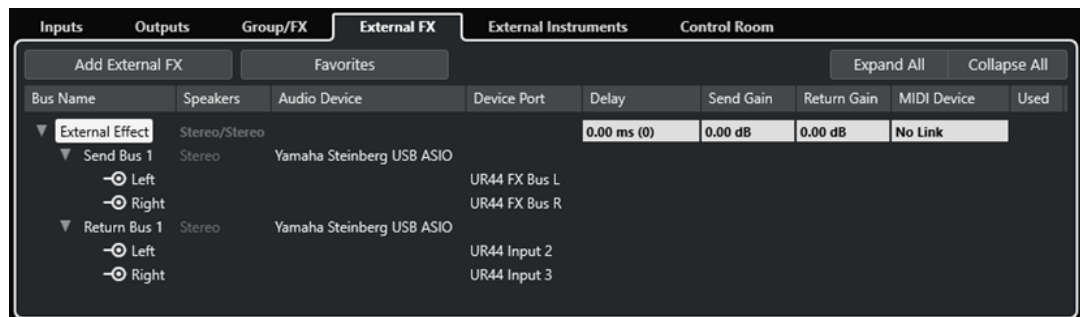 Inputs Outputs Group/FX External FX External Instruments Control Room
Add External FX Favorites Expand All Collapse All
Bus Name Speakers Audio Device Device Port Delay Send Gain Return Gain MIDI Device Used
External Effect Stereo/Stereo 0.00 ms (0) 0.00 dB 0.00 dB No Link
Send Bus 1 Stereo Yamaha Steinberg USB ASIO
Left UR44 FX Bus L
Right UR44 FX Bus R
Return Bus 1 Stereo Yamaha Steinberg USB ASIO
Left UR44 Input 2
Right UR44 Input 3